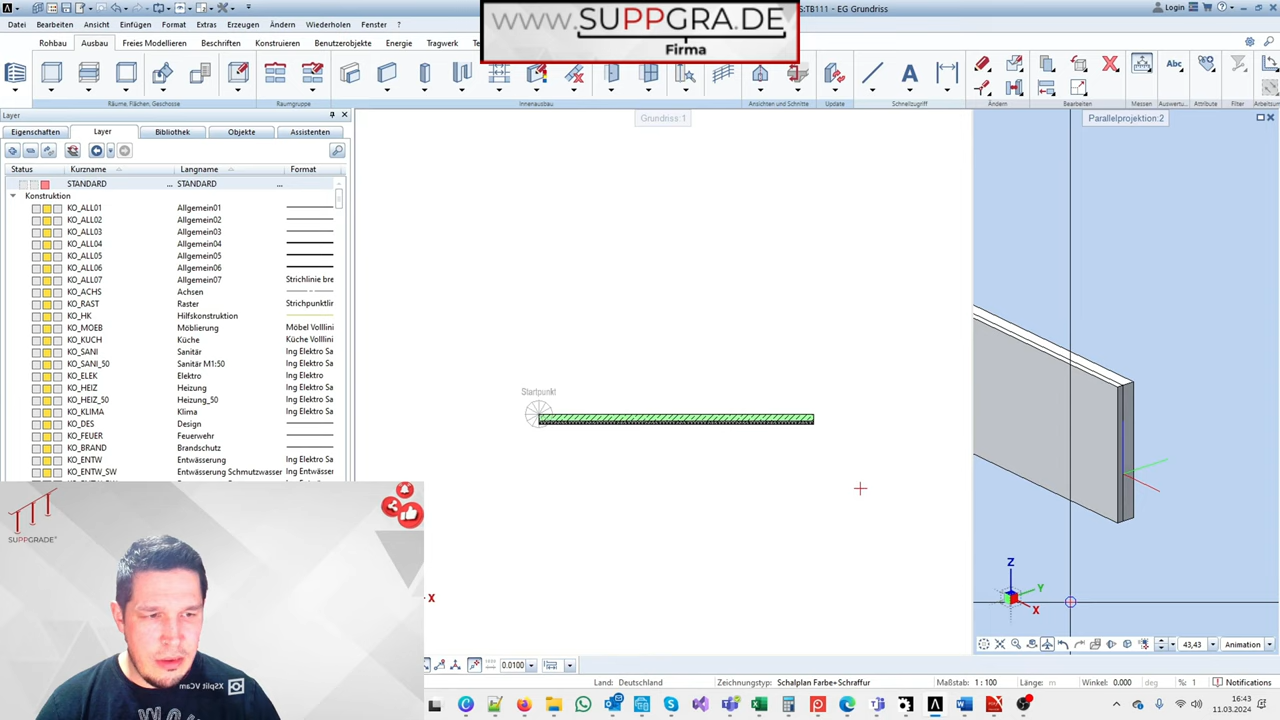 S:TB111 - EG Grundriss
Login
www.SUPPGRA.DE
Firma
Datei Bearbeiten Ansicht Einfügen Format Extras Erzeugen Ändern Wiederholen Fenster ?
Rohbau Ausbau Freies Modellieren Beschriften Konstruieren Benutzerobjekte Energie Tragwerk
Räume, Flächen, Geschosse Raumgruppe Innenausbau Ansichten und Schnitte Update Schnellzugriff Ändern Bearbeiten Messen Auswertu... Attribute Filter Arbeits...
Layer
Eigenschaften Layer Bibliothek Objekte Assistenten
Status Kurzname Langname Format
STANDARD ... STANDARD ...
Konstruktion
KO_ALL01 Allgemein01
KO_ALL02 Allgemein02
KO_ALL03 Allgemein03
KO_ALL04 Allgemein04
KO_ALL05 Allgemein05
KO_ALL06 Allgemein06
KO_ALL07 Allgemein07 Strichlinie bre
KO_ACHS Achsen
KO_RAST Raster Strichpunktlir
KO_HK Hilfskonstruktion
KO_MOEB Möblierung Möbel Volllini
KO_KUCH Küche Küche Volllini
KO_SANI Sanitär Ing Elektro Sa
KO_SANI_50 Sanitär M1:50 Ing Elektro Sa
KO_ELEK Elektro Ing Elektro Sa
KO_HEIZ Heizung Ing Elektro Sa
KO_HEIZ_50 Heizung_50 Ing Elektro Sa
KO_KLIMA Klima Ing Elektro Sa
KO_DES Design
KO_FEUER Feuerwehr
KO_BRAND Brandschutz
KO_ENTW Entwässerung Ing Elektro Sa
KO_ENTW_SW Entwässerung Schmutzwasser Ing Entwässer
Grundriss:1
Parallelprojektion:2
Startpunkt
SUPPGRADE
XSplit VCam
X
Z
Y
X
0.0100
43,43 Animation
Land: Deutschland Zeichnungstyp: Schalplan Farbe+Schraffur Maßstab: 1 : 100 Länge: m Winkel: 0.000 deg %: 1 Notifications
16:43
11.03.2024